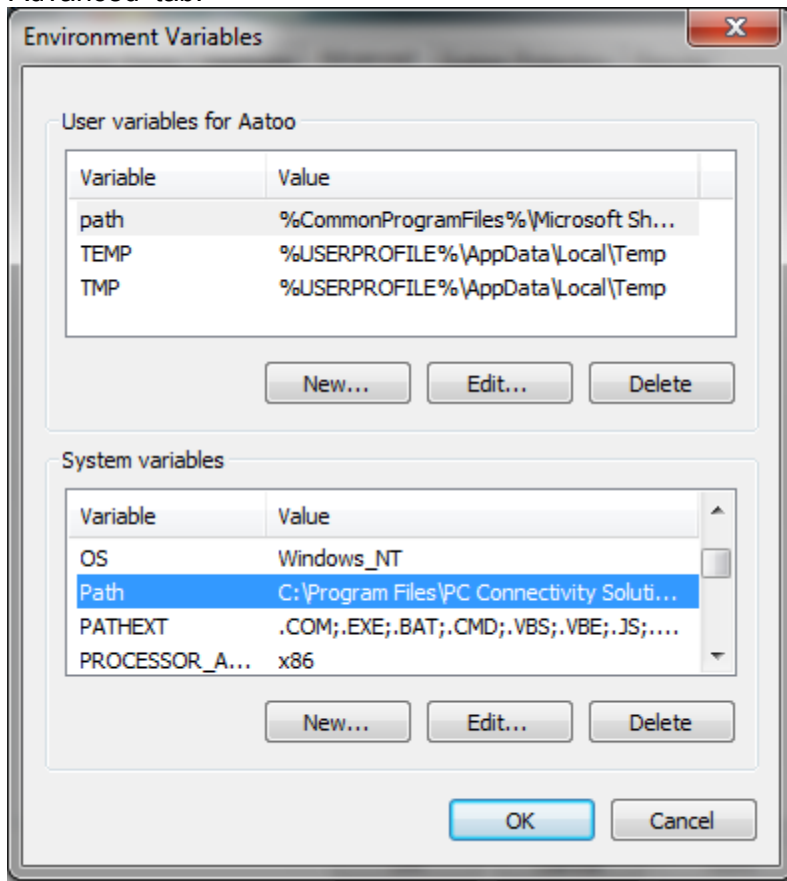 Advanced tab.
Environment Variables
User variables for Aatoo
Variable Value
path %CommonProgramFiles%\Microsoft Sh...
TEMP %USERPROFILE%\AppData\Local\Temp
TMP %USERPROFILE%\AppData\Local\Temp
New... Edit... Delete
System variables
Variable Value
OS Windows_NT
Path C:\Program Files\PC Connectivity Soluti...
PATHEXT .COM;.EXE;.BAT;.CMD;.VBS;.VBE;.JS;....
PROCESSOR_A... x86
New... Edit... Delete
OK Cancel